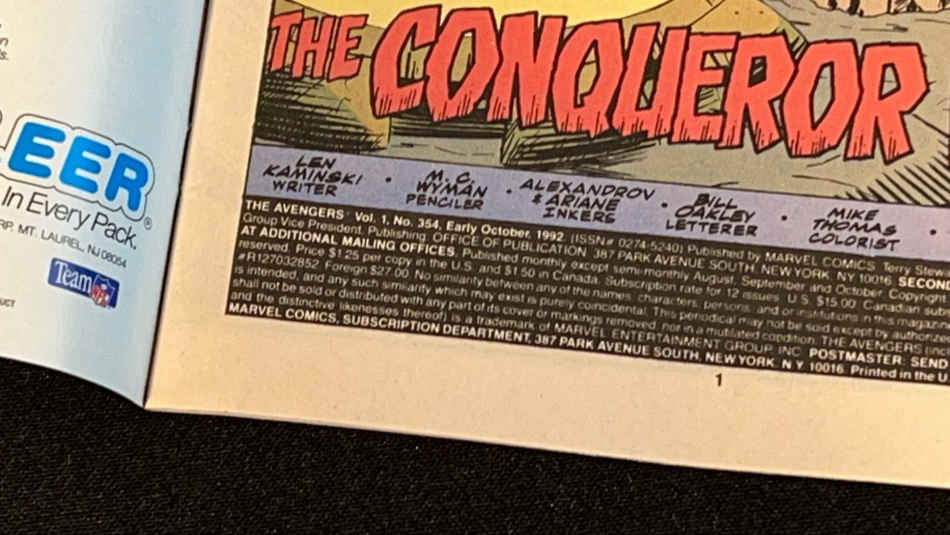 n
s.
LEER
In Every Pack.
RP. MT. LAUREL, NJ 08054
Team NFL
UCT
THE CONQUEROR
LEN
KAMINSKI
WRITER
M.C.
WYMAN
PENCILER
ALEXANDROV
& ARIANE
INKERS
BILL
OAKLEY
LETTERER
MIKE
THOMAS
COLORIST
THE AVENGERS® Vol. 1, No. 354, Early October, 1992. (ISSN# 0274-5240) Published by MARVEL COMICS, Terry Stewa
Group Vice President, Publishing. OFFICE OF PUBLICATION: 387 PARK AVENUE SOUTH, NEW YORK, N.Y. 10016. SECON
AT ADDITIONAL MAILING OFFICES. Published monthly except semi-monthly August, September and October. Copyright
reserved. Price $1.25 per copy in the U.S. and $1.50 in Canada. Subscription rate for 12 issues: U.S. $15.00. Canadian sub
#R127032852. Foreign $27.00. No similarity between any of the names, characters, persons, and/or institutions in this magazin
is intended, and any such similarity which may exist is purely coincidental. This periodical may not be sold except by authorized
shall not be sold or distributed with any part of its cover or markings removed, nor in a mutilated condition. THE AVENGERS (inc
and the distinctive likenesses thereof) is a trademark of MARVEL ENTERTAINMENT GROUP, INC. POSTMASTER: SEND
MARVEL COMICS, SUBSCRIPTION DEPARTMENT, 387 PARK AVENUE SOUTH, NEW YORK, N.Y. 10016. Printed in the U
1